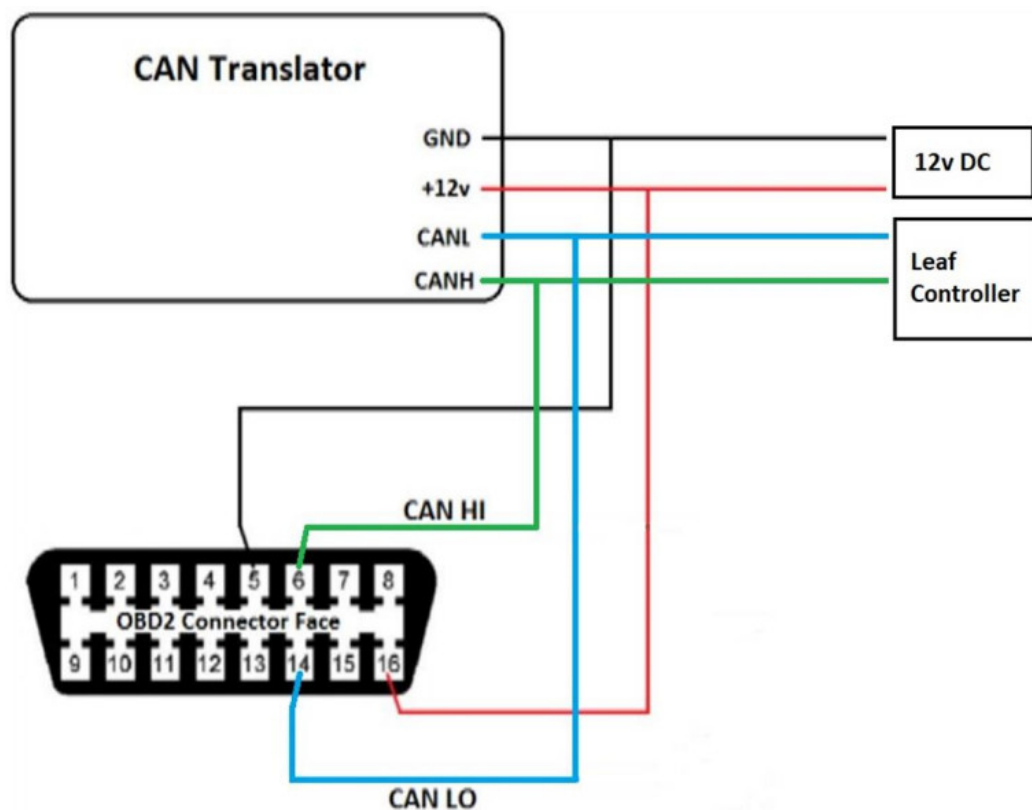 CAN Translator
GND
+12v
CANL
CANH
12v DC
Leaf
Controller
CAN HI
1 2 3 4 5 6 7 8
OBD2 Connector Face
9 10 11 12 13 14 15 16
CAN LO